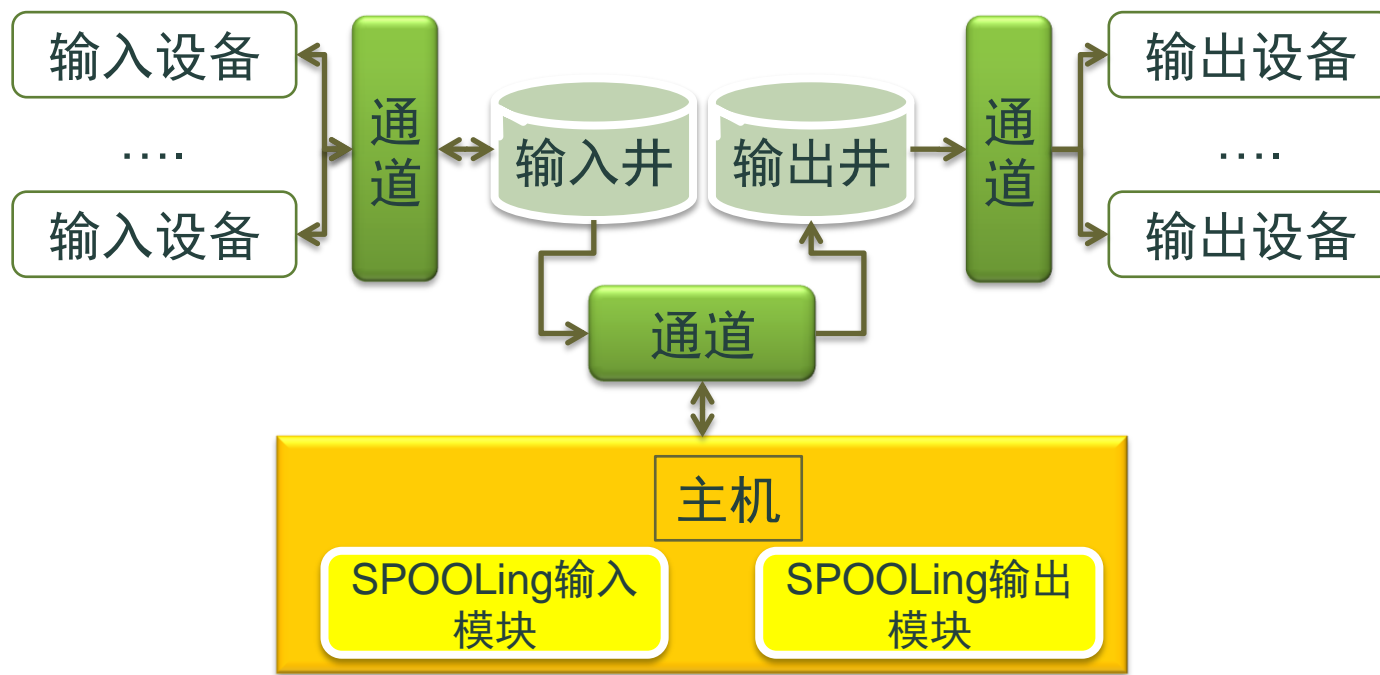 输入设备
....
输入设备
通道
输入井
输出井
通道
输出设备
....
输出设备
通道
主机
SPOOLing输入
模块
SPOOLing输出
模块